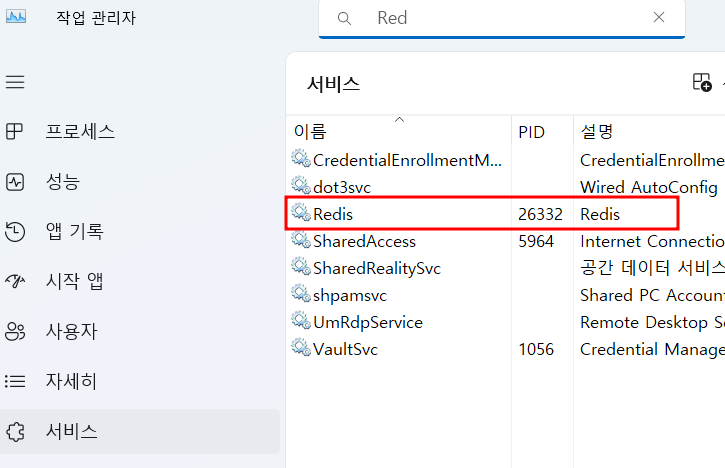 작업 관리자
Red
서비스
이름 PID 설명
CredentialEnrollmentM... CredentialEnrollme
dot3svc Wired AutoConfig
Redis 26332 Redis
SharedAccess 5964 Internet Connectio
SharedRealitySvc 공간 데이터 서비스
shpamsvc Shared PC Account
UmRdpService Remote Desktop Se
VaultSvc 1056 Credential Manage
프로세스
성능
앱 기록
시작 앱
사용자
자세히
서비스